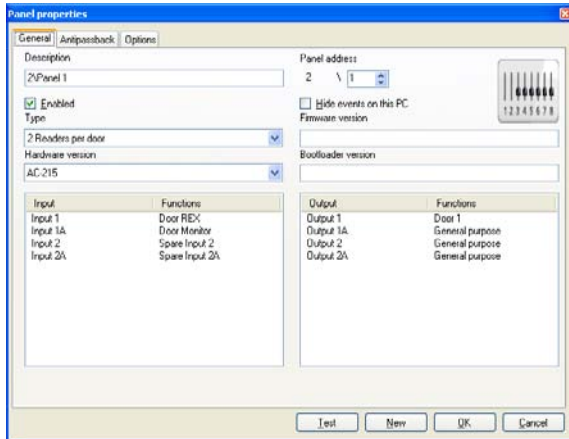 Panel properties
General Antipassback Options
Description
2\Panel 1
Enabled
Type
2 Readers per door
Hardware version
AC-215
Panel address
2 \ 1
Hide events on this PC
Firmware version
Bootloader version
12345678
Input Functions
Input 1 Door REX
Input 1A Door Monitor
Input 2 Spare Input 2
Input 2A Spare Input 2A
Output Functions
Output 1 Door 1
Output 1A General purpose
Output 2 General purpose
Output 2A General purpose
Test New OK Cancel